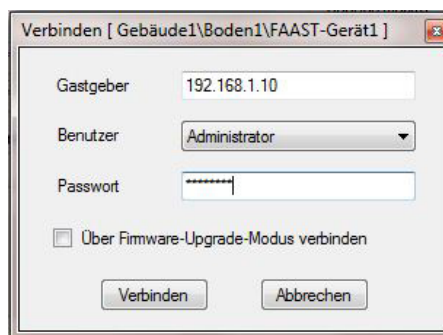 Verbinden [ Gebäude1\Boden1\FAAST-Gerät1 ]
Gastgeber 192.168.1.10
Benutzer Administrator
Passwort ********
Über Firmware-Upgrade-Modus verbinden
Verbinden Abbrechen